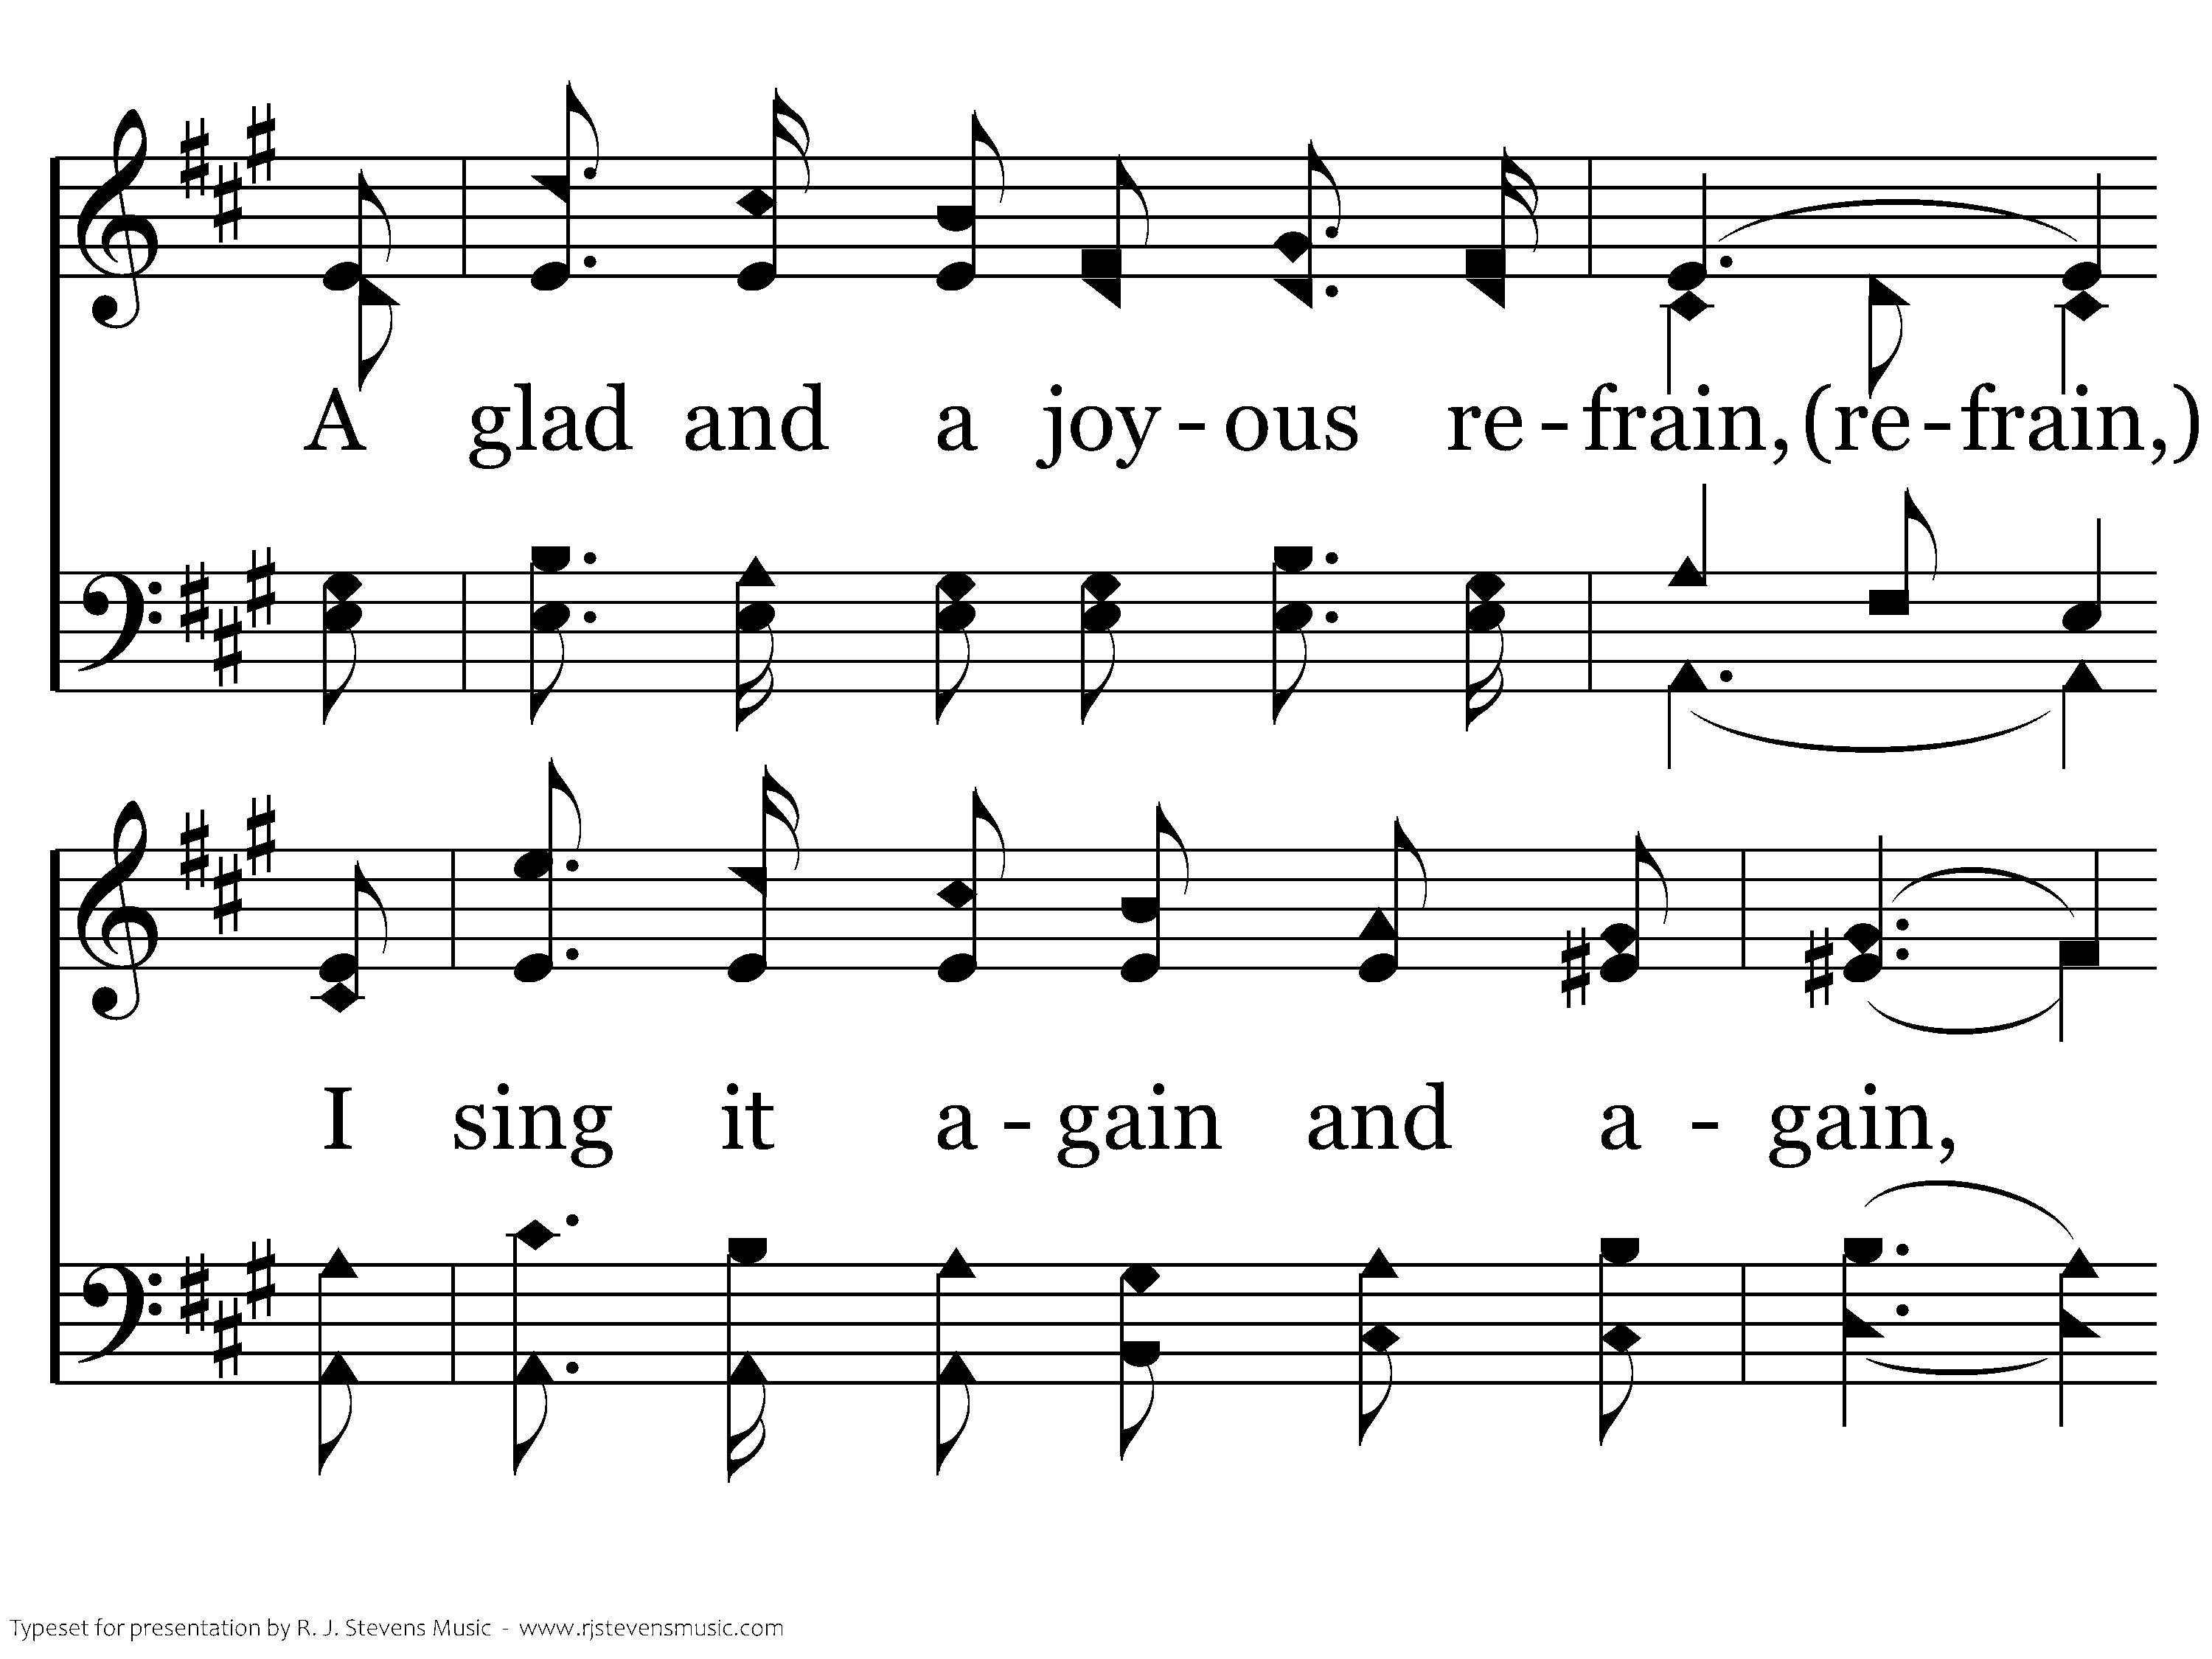 A glad and a joy - ous re - frain, (re - frain,)
I sing it a - gain and a - gain,
Typeset for presentation by R. J. Stevens Music - www.rjstevensmusic.com